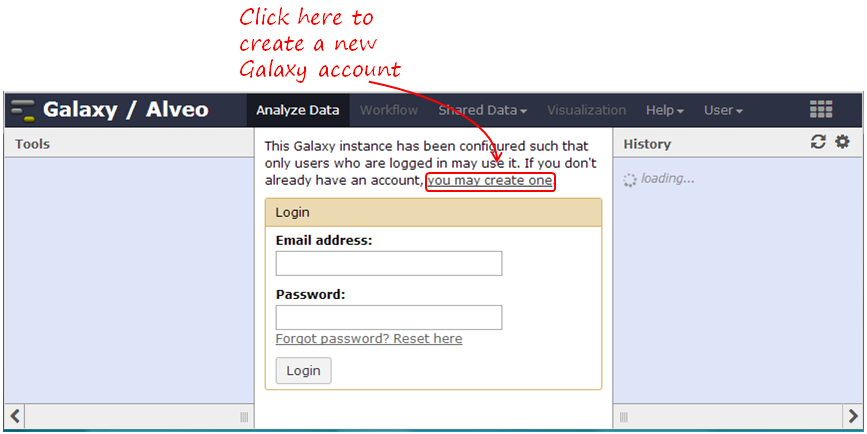 Click here to
create a new
Galaxy account
Galaxy / Alveo
Analyze Data
Workflow
Shared Data
Visualization
Help
User
Tools
This Galaxy instance has been configured such that
only users who are logged in may use it. If you don't
already have an account, you may create one
Login
Email address:
Password:
Forgot password? Reset here
Login
History
loading...